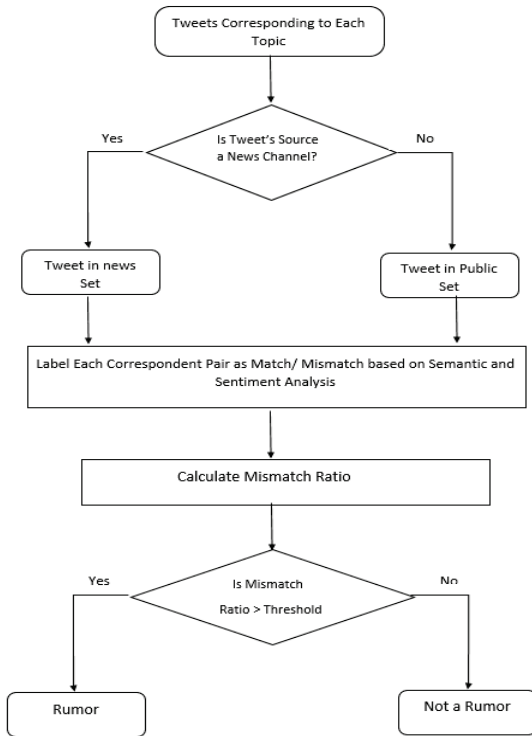 Tweets Corresponding to Each
Topic
Yes
Is Tweet's Source
a News Channel?
No
Tweet in news
Set
Tweet in Public
Set
Label Each Correspondent Pair as Match/ Mismatch based on Semantic and
Sentiment Analysis
Calculate Mismatch Ratio
Yes
Is Mismatch
Ratio > Threshold
No
Rumor
Not a Rumor